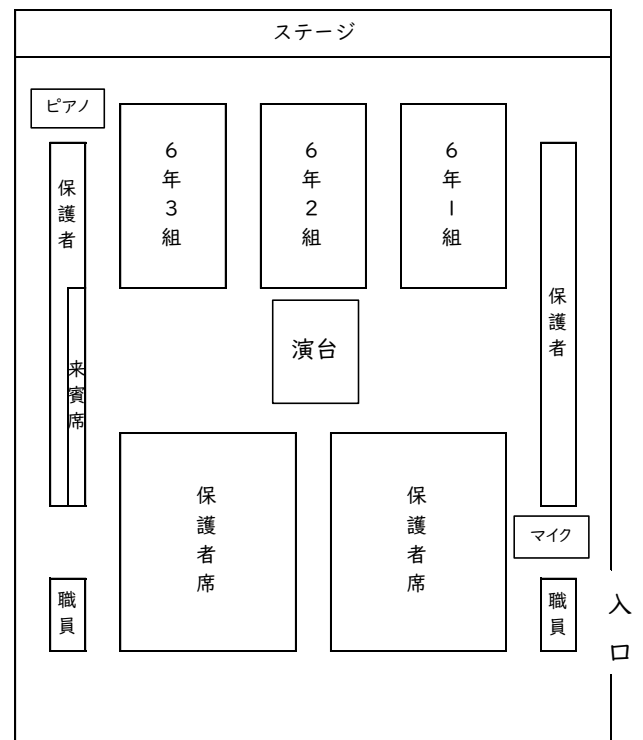 ステージ
ピアノ
6年3組
6年2組
6年1組
保護者
保護者
来賓席
演台
保護者席
保護者席
マイク
職員
職員
入口